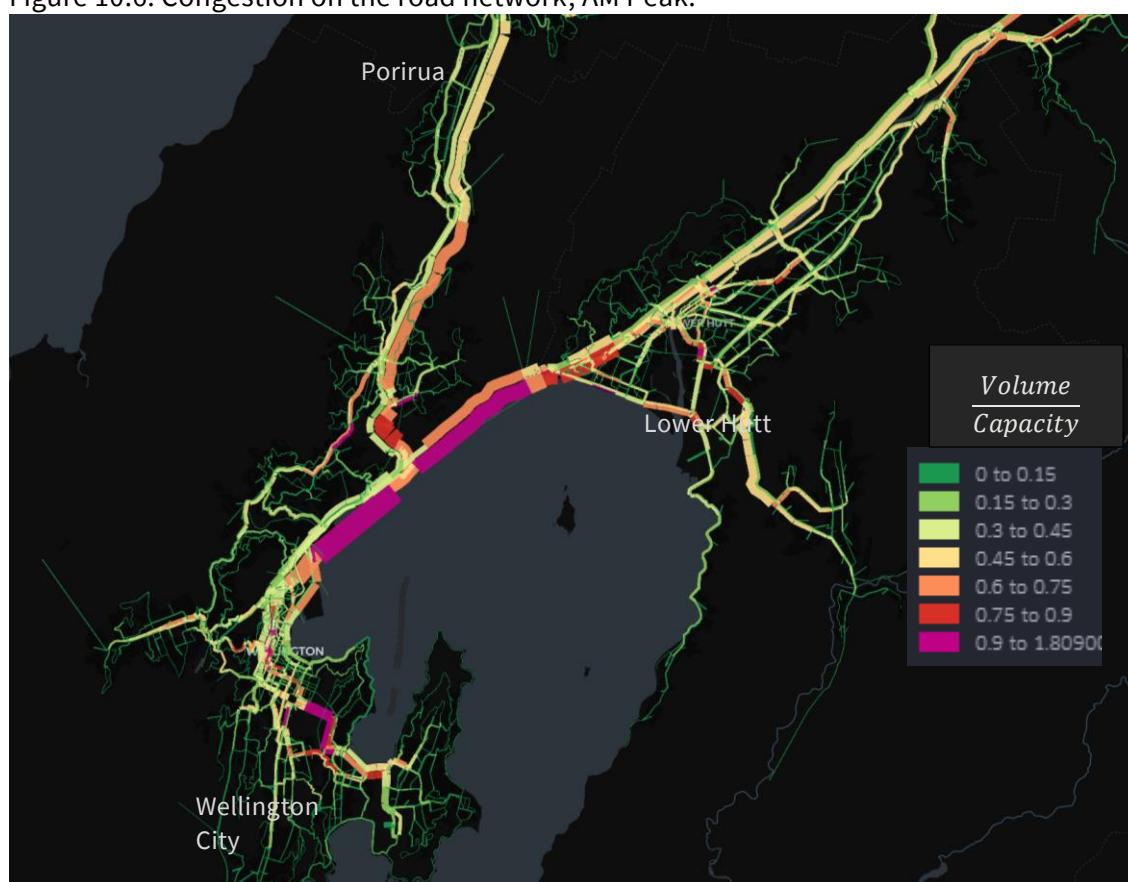 Figure 10.6: Congestion on the road network, AM Peak.
Porirua
Lower Hutt
Volume
Capacity
0 to 0.15
0.15 to 0.3
0.3 to 0.45
0.45 to 0.6
0.6 to 0.75
0.75 to 0.9
0.9 to 1.80900
Wellington
City